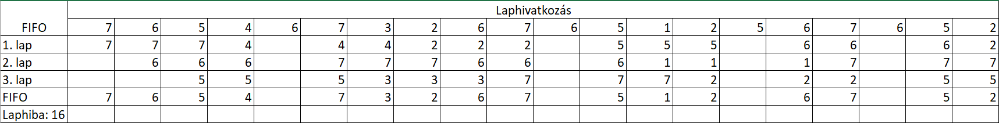 Laphivatkozás
FIFO 7 6 5 4 6 7 3 2 6 7 6 5 1 2 5 6 7 6 5 2
1. lap 7 7 7 4 4 4 2 2 2 5 5 5 6 6 6 2
2. lap 6 6 6 7 7 7 6 6 6 1 1 1 7 7 7
3. lap 5 5 5 3 3 3 7 7 7 2 2 2 5 5
FIFO 7 6 5 4 7 3 2 6 7 5 1 2 6 7 5 2
Laphiba: 16